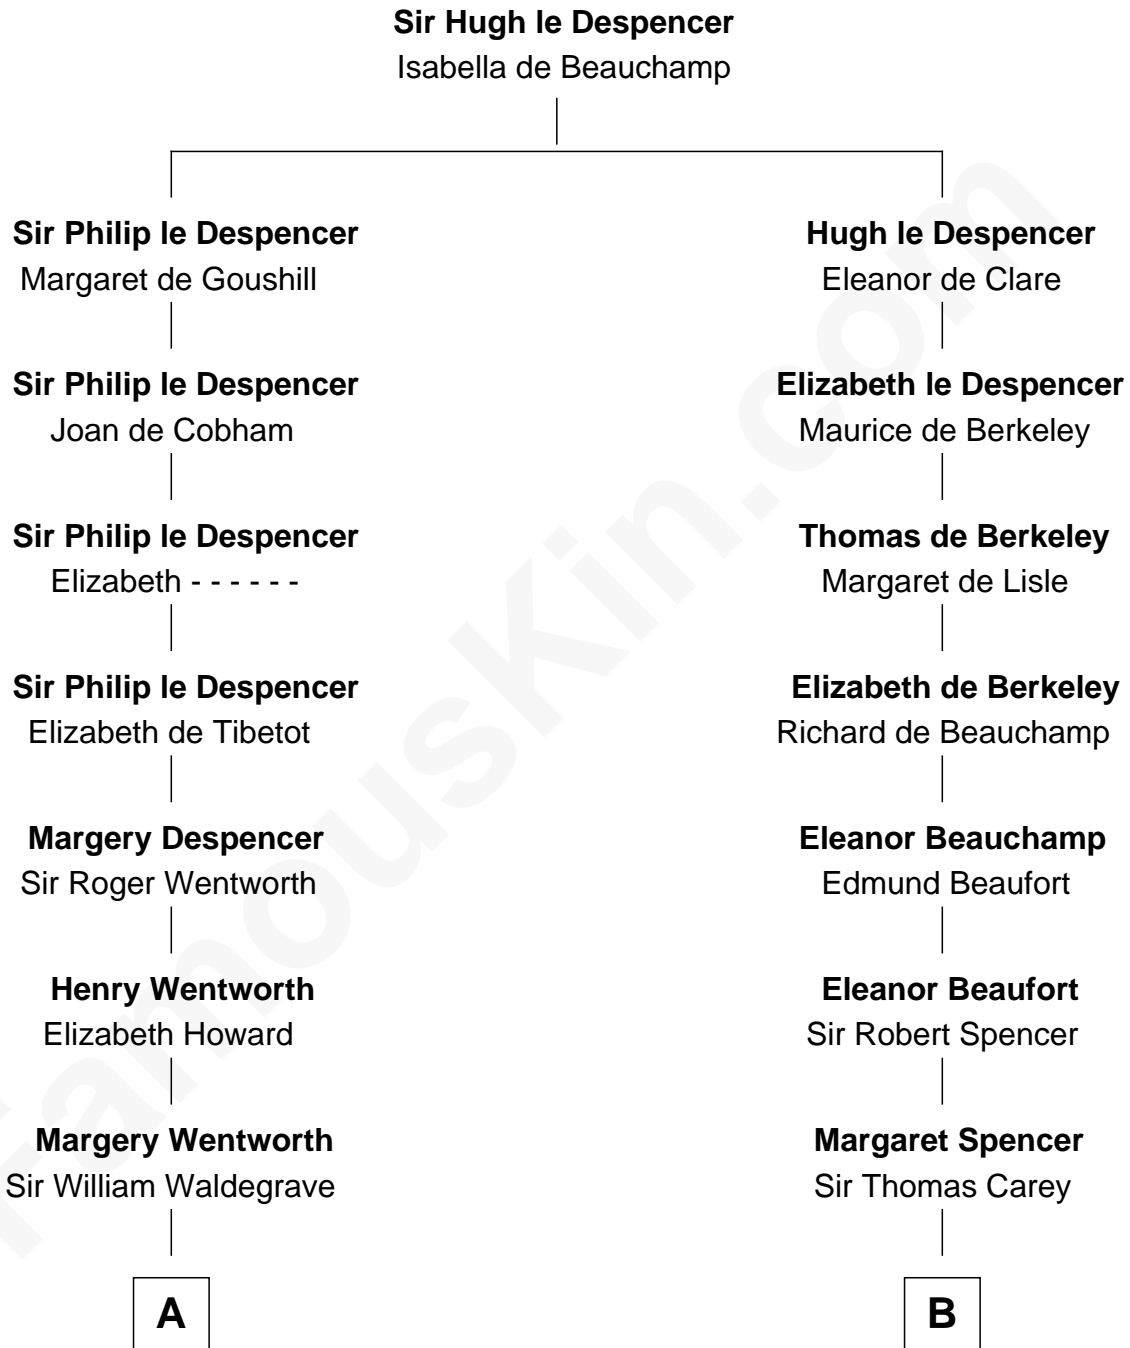 Sir Hugh le Despencer
Isabella de Beauchamp
Sir Philip le Despencer
Margaret de Goushill
Sir Philip le Despencer
Joan de Cobham
Sir Philip le Despencer
Elizabeth - - - - - -
Sir Philip le Despencer
Elizabeth de Tibetot
Margery Despencer
Sir Roger Wentworth
Henry Wentworth
Elizabeth Howard
Margery Wentworth
Sir William Waldegrave
A
Hugh le Despencer
Eleanor de Clare
Elizabeth le Despencer
Maurice de Berkeley
Thomas de Berkeley
Margaret de Lisle
Elizabeth de Berkeley
Richard de Beauchamp
Eleanor Beauchamp
Edmund Beaufort
Eleanor Beaufort
Sir Robert Spencer
Margaret Spencer
Sir Thomas Carey
B
FamousKin.com